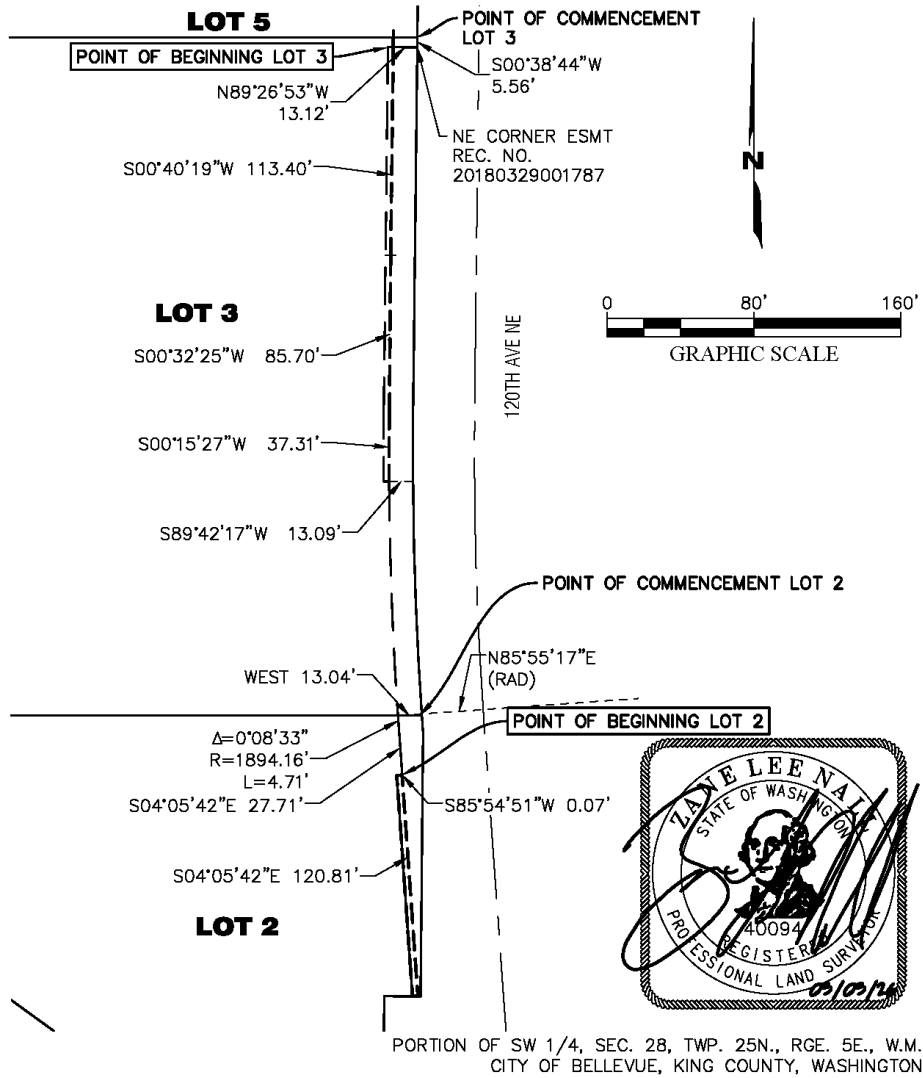 LOT 5
POINT OF COMMENCEMENT
LOT 3
POINT OF BEGINNING LOT 3
S00°38'44"W
5.56'
N89°26'53"W
13.12'
NE CORNER ESMT
REC. NO.
20180329001787
S00°40'19"W 113.40'
N
LOT 3
0 80' 160'
GRAPHIC SCALE
S00°32'25"W 85.70'
120TH AVE NE
S00°15'27"W 37.31'
S89°42'17"W 13.09'
POINT OF COMMENCEMENT LOT 2
N85°55'17"E
(RAD)
WEST 13.04'
POINT OF BEGINNING LOT 2
Δ=0°08'33"
R=1894.16'
L=4.71'
S04°05'42"E 27.71'
S85°54'51"W 0.07'
S04°05'42"E 120.81'
LOT 2
ZANE LEE
STATE OF WASHINGTON
40094
REGISTERED
PROFESSIONAL LAND SURVEYOR
PORTION OF SW 1/4, SEC. 28, TWP. 25N., RGE. 5E., W.M.
CITY OF BELLEVUE, KING COUNTY, WASHINGTON